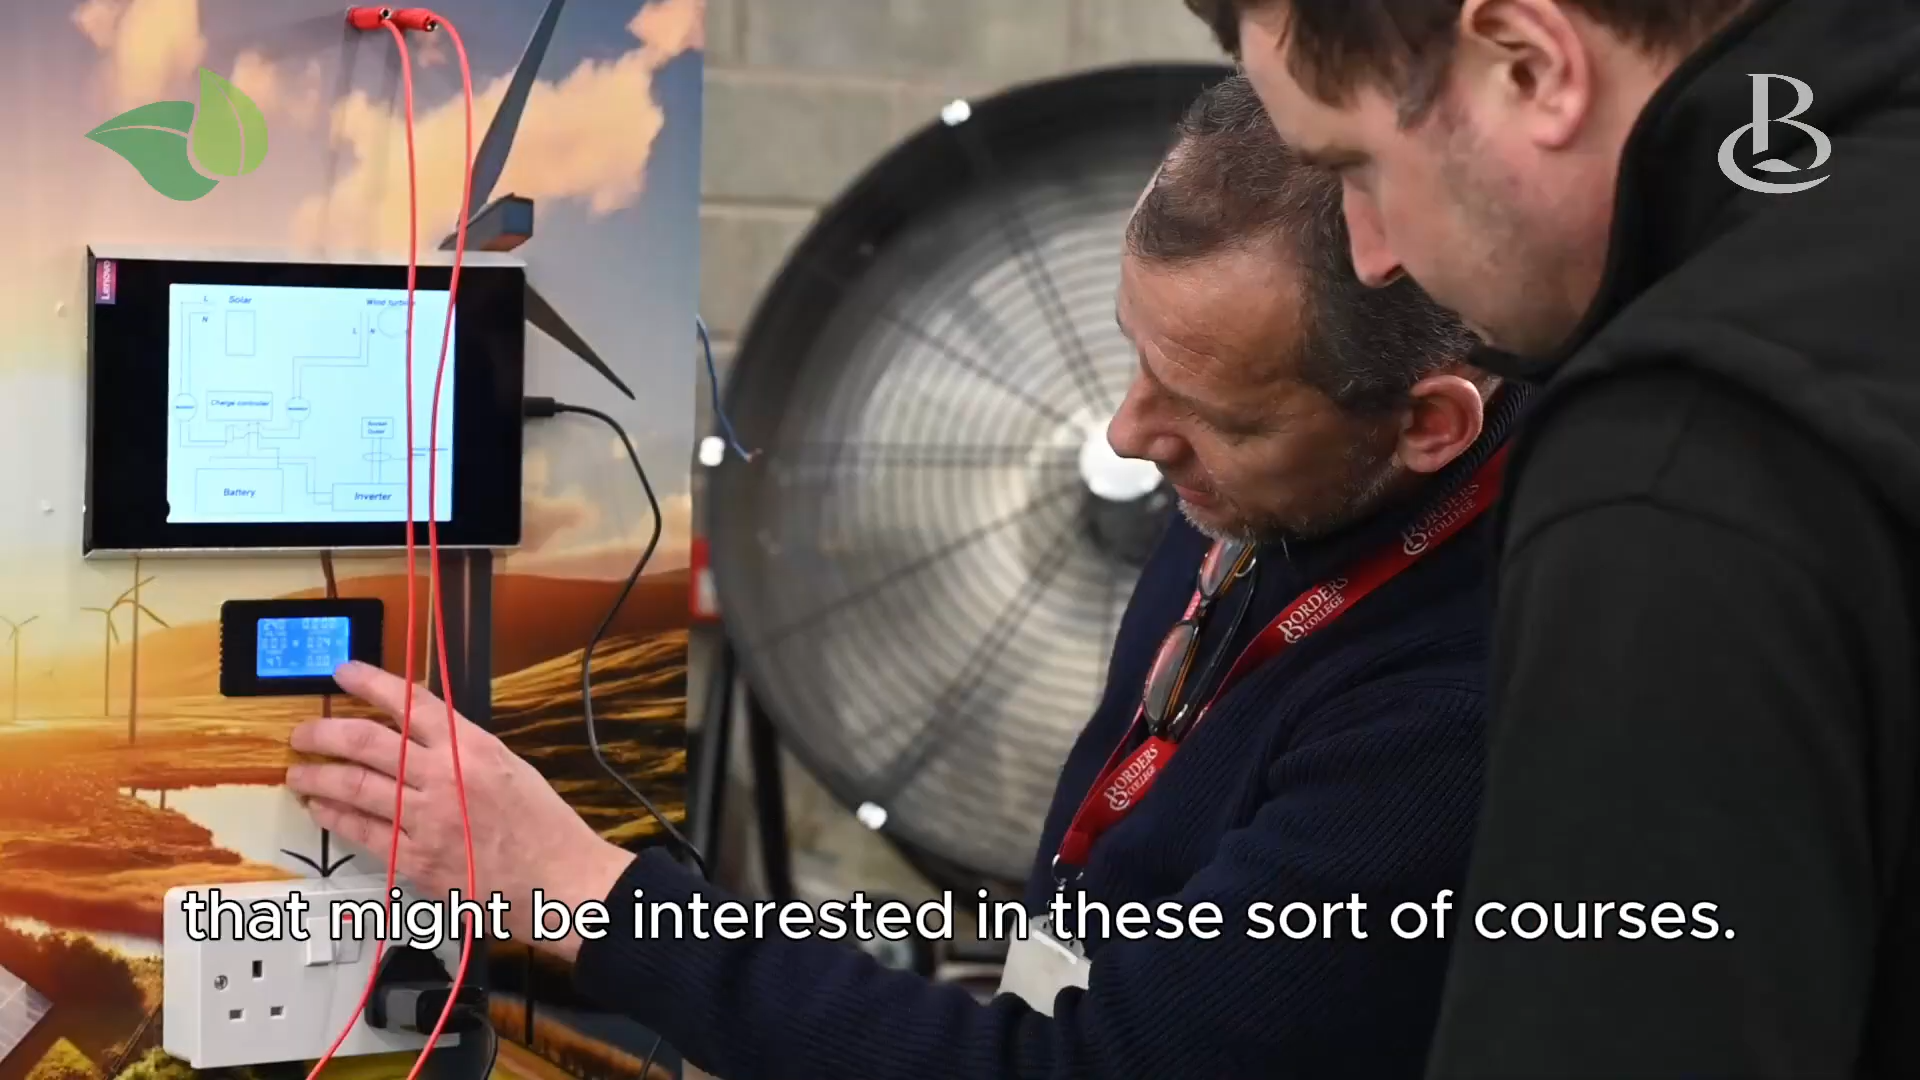 Lenovo
L
Solar
Wind turbine
N
L
N
Charge controller
Battery
Inverter
BORDERS
COLLEGE
BORDERS
COLLEGE
BORDERS
COLLEGE
that might be interested in these sort of courses.